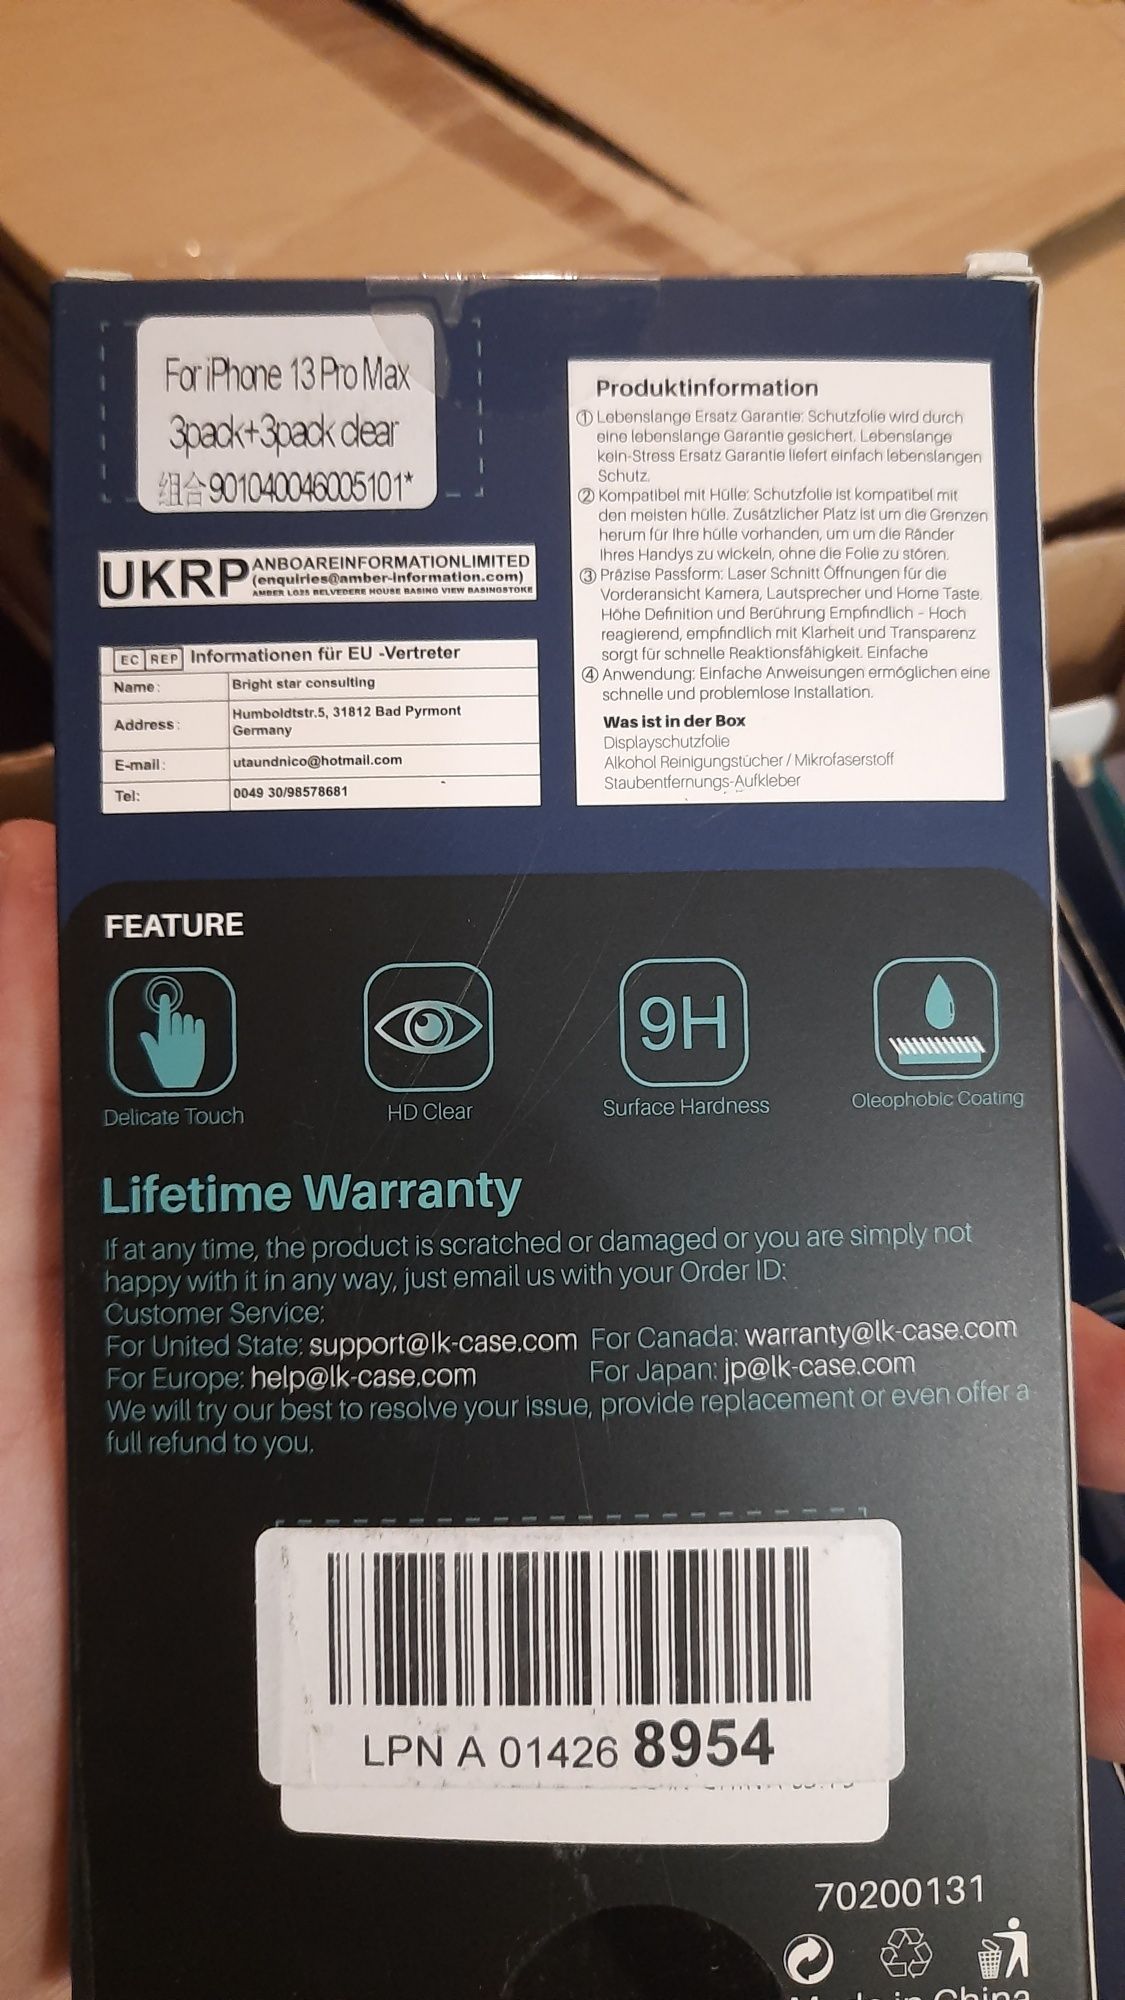 For iPhone 13 Pro Max
3pack+3pack clear
组合901040046005101*
UKRP
ANBOAREINFORMATIONLIMITED
(enquiries@amber-information.com)
AMBER LO25 BELVEDERE HOUSE BASING VIEW BASINGSTOKE
EC REP Informationen für EU -Vertreter
Name: Bright star consulting
Address: Humboldtstr.5, 31812 Bad Pyrmont
Germany
E-mail: utaundnico@hotmail.com
Tel: 0049 30/98578681
Produktinformation
① Lebenslange Ersatz Garantie: Schutzfolie wird durch
eine lebenslange Garantie gesichert. Lebenslange
kein-Stress Ersatz Garantie liefert einfach lebenslangen
Schutz.
② Kompatibel mit Hülle: Schutzfolie ist kompatibel mit
den meisten hülle. Zusätzlicher Platz ist um die Grenzen
herum für Ihre hülle vorhanden, um um die Ränder
Ihres Handys zu wickeln, ohne die Folie zu stören.
③ Präzise Passform: Laser Schnitt Öffnungen für die
Vorderansicht Kamera, Lautsprecher und Home Taste.
Höhe Definition und Berührung Empfindlich - Hoch
reagierend, empfindlich mit Klarheit und Transparenz
sorgt für schnelle Reaktionsfähigkeit. Einfache
④ Anwendung: Einfache Anweisungen ermöglichen eine
schnelle und problemlose Installation.
Was ist in der Box
Displayschutzfolie
Alkohol Reinigungstücher / Mikrofaserstoff
Staubentfernungs-Aufkleber
FEATURE
9H
Delicate Touch
HD Clear
Surface Hardness
Oleophobic Coating
Lifetime Warranty
If at any time, the product is scratched or damaged or you are simply not
happy with it in any way, just email us with your Order ID:
Customer Service:
For United State: support@lk-case.com For Canada: warranty@lk-case.com
For Europe: help@lk-case.com For Japan: jp@lk-case.com
We will try our best to resolve your issue, provide replacement or even offer a
full refund to you.
LPN A 01426 8954
70200131
Made in China